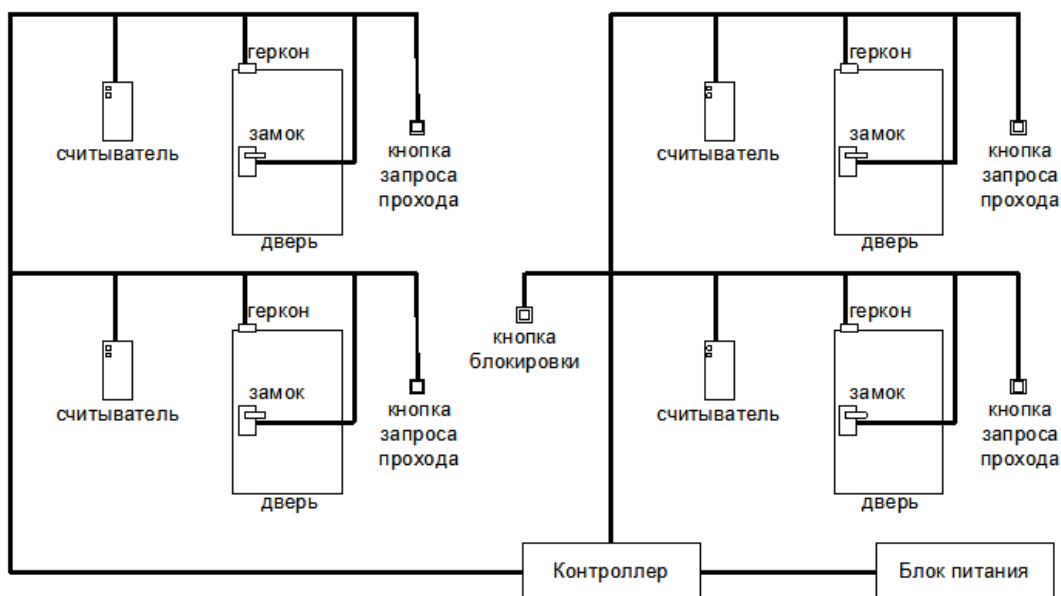 геркон
замок
считыватель
кнопка
запроса
прохода
дверь
геркон
замок
считыватель
кнопка
запроса
прохода
дверь
геркон
замок
считыватель
кнопка
запроса
прохода
дверь
кнопка
блокировки
геркон
замок
считыватель
кнопка
запроса
прохода
дверь
Контроллер
Блок питания